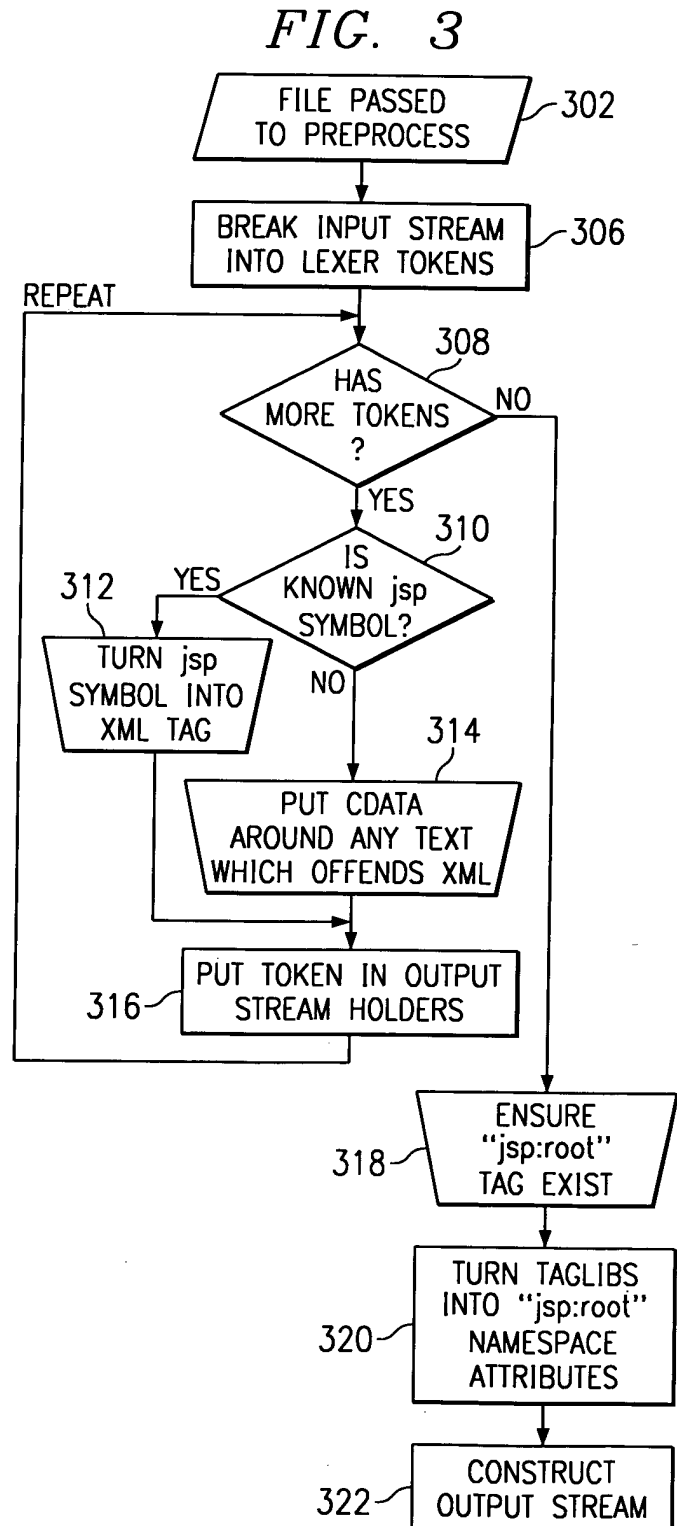 FIG. 3
FILE PASSED
TO PREPROCESS
302
BREAK INPUT STREAM
INTO LEXER TOKENS
306
REPEAT
308
HAS
MORE TOKENS
?
NO
YES
310
IS
KNOWN jsp
SYMBOL?
YES
312
TURN jsp
SYMBOL INTO
XML TAG
NO
314
PUT CDATA
AROUND ANY TEXT
WHICH OFFENDS XML
316
PUT TOKEN IN OUTPUT
STREAM HOLDERS
318
ENSURE
“jsp:root”
TAG EXIST
320
TURN TAGLIBS
INTO “jsp:root”
NAMESPACE
ATTRIBUTES
322
CONSTRUCT
OUTPUT STREAM